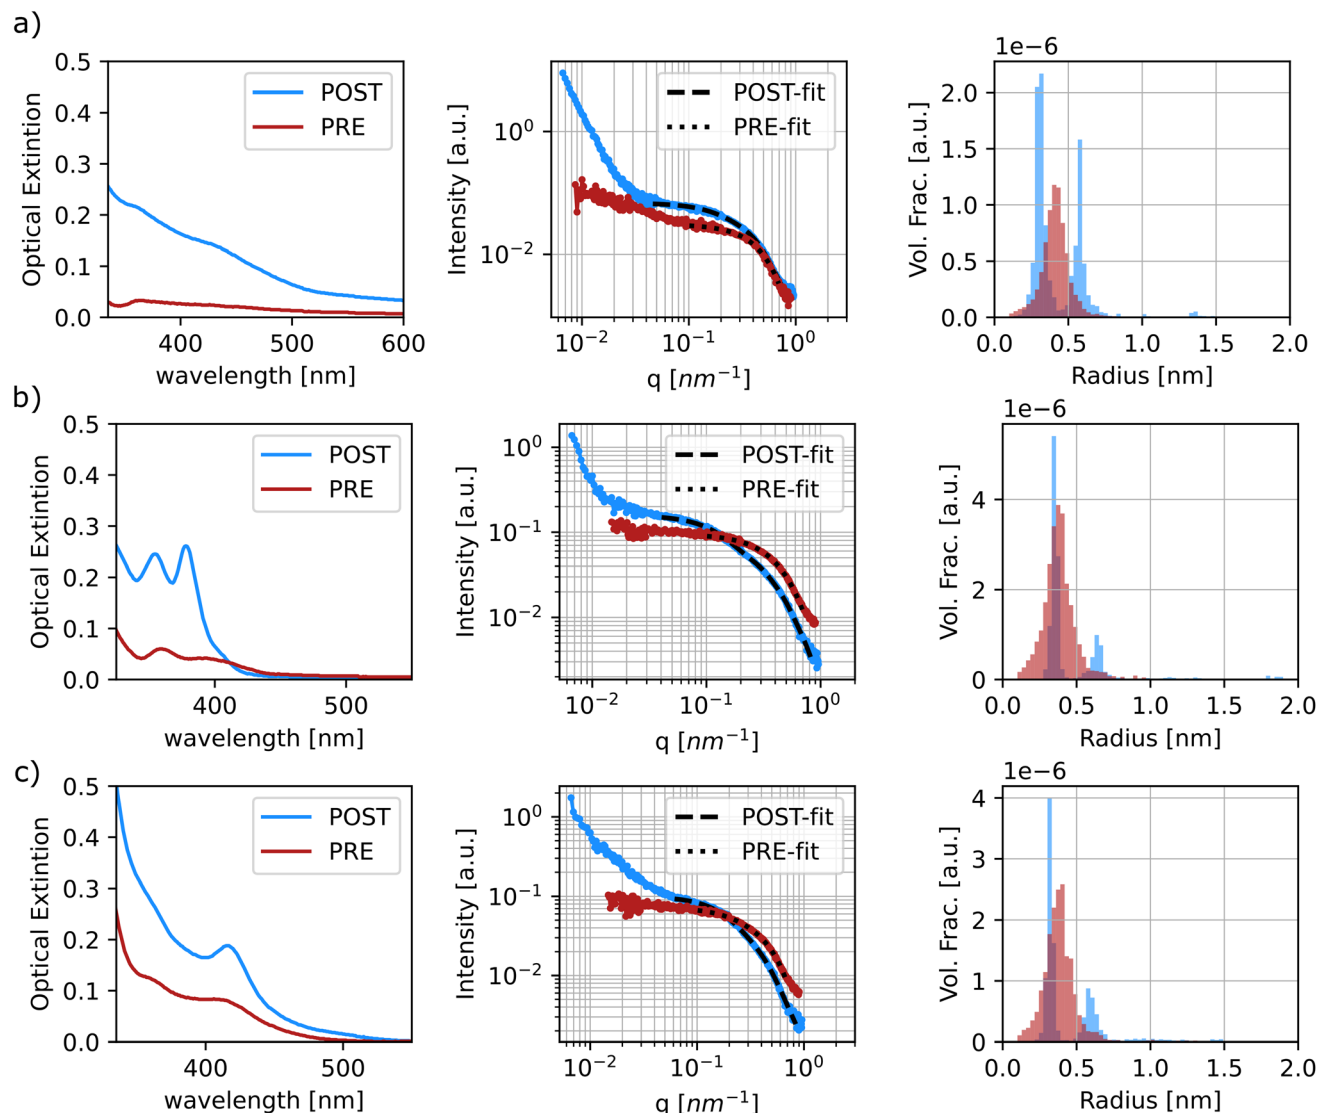 a)
0.5
0.4
0.3
0.2
0.1
0.0
Optical Extintion
POST
PRE
400
500
600
wavelength [nm]
10^0
10^-2
Intensity [a.u.]
POST-fit
PRE-fit
10^-2
10^-1
10^0
q [nm^-1]
1e−6
2.0
1.5
1.0
0.5
0.0
Vol. Frac. [a.u.]
0.0
0.5
1.0
1.5
2.0
Radius [nm]
b)
0.5
0.4
0.3
0.2
0.1
0.0
Optical Extintion
POST
PRE
400
500
wavelength [nm]
10^0
10^-1
10^-2
Intensity [a.u.]
POST-fit
PRE-fit
10^-2
10^-1
10^0
q [nm^-1]
1e−6
4
2
0
Vol. Frac. [a.u.]
0.0
0.5
1.0
1.5
2.0
Radius [nm]
c)
0.5
0.4
0.3
0.2
0.1
0.0
Optical Extintion
POST
PRE
400
500
wavelength [nm]
10^0
10^-1
10^-2
Intensity [a.u.]
POST-fit
PRE-fit
10^-2
10^-1
10^0
q [nm^-1]
1e−6
4
3
2
1
0
Vol. Frac. [a.u.]
0.0
0.5
1.0
1.5
2.0
Radius [nm]